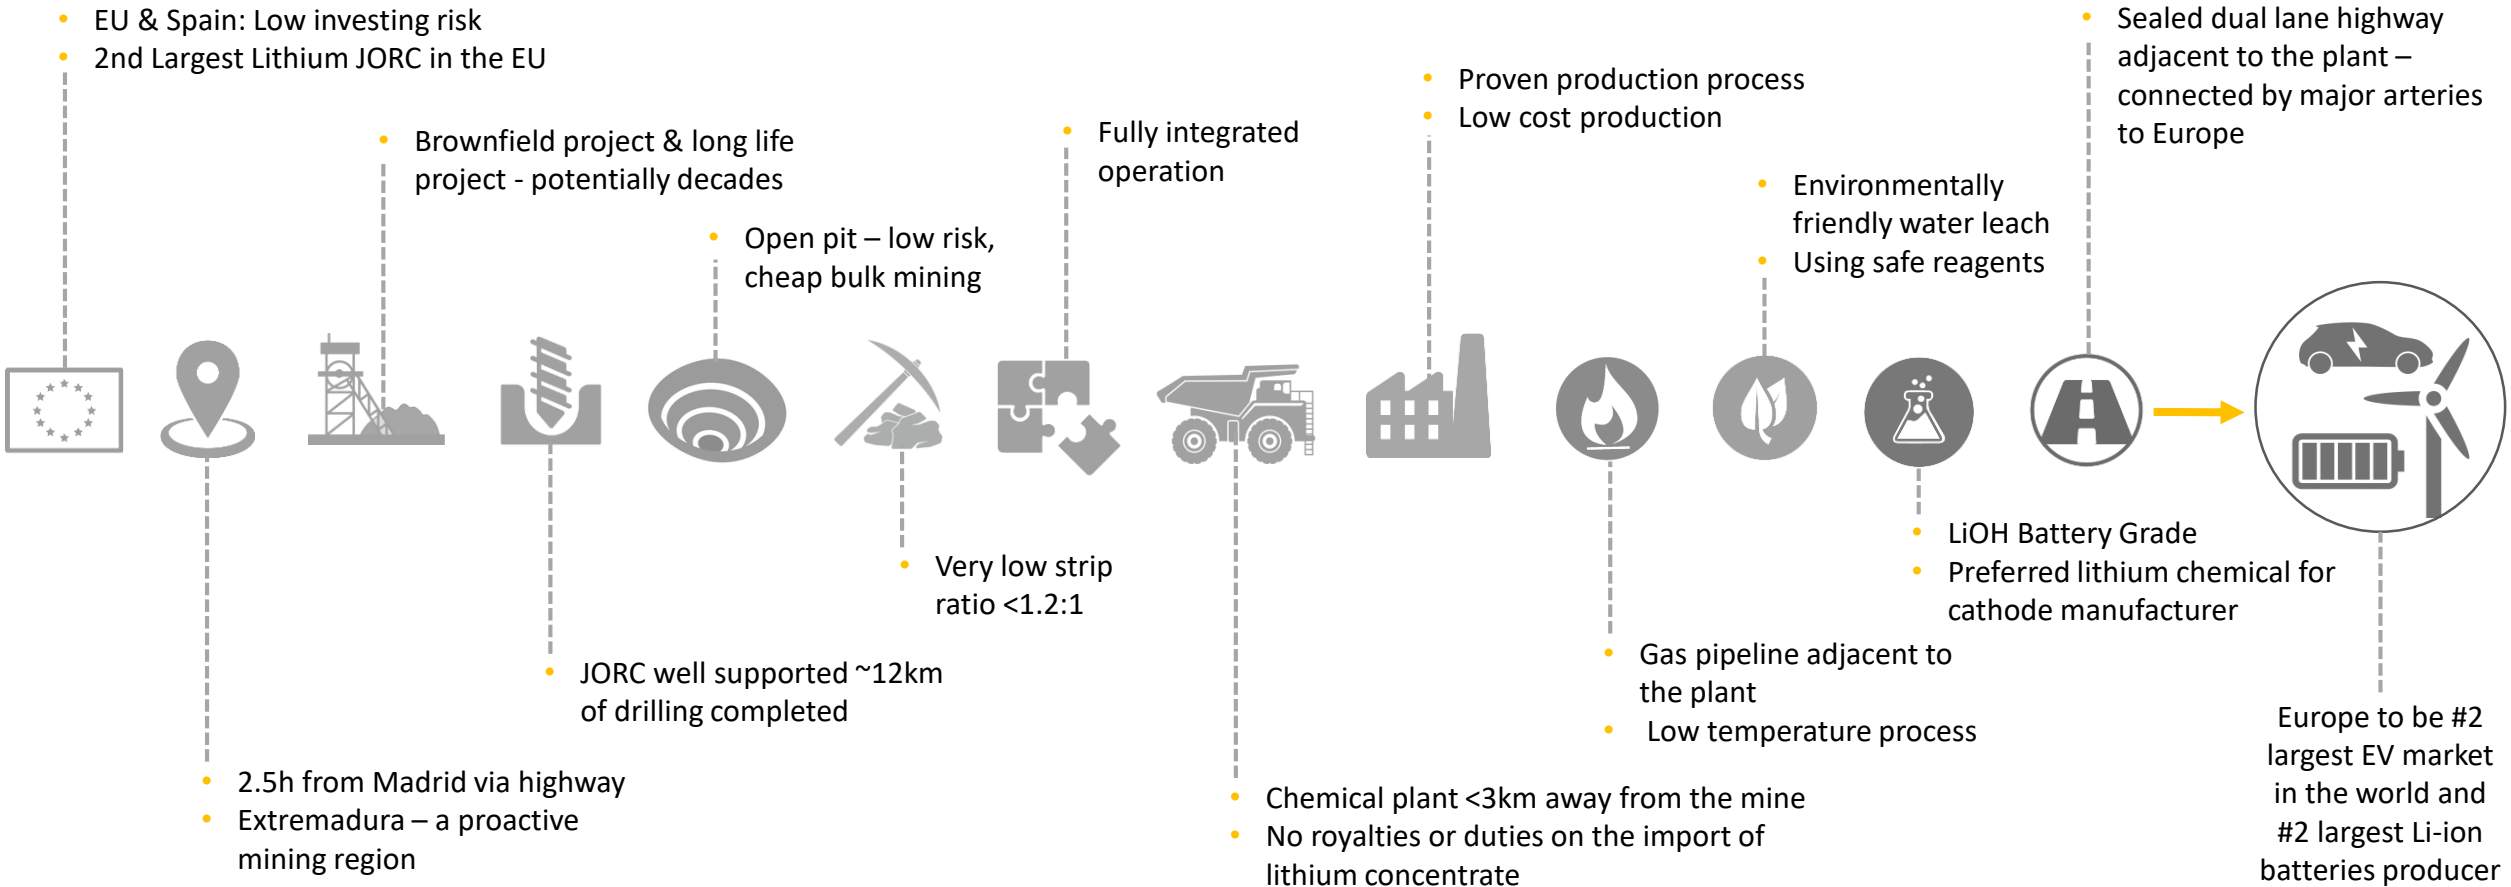 • EU & Spain: Low investing risk
• 2nd Largest Lithium JORC in the EU
• 2.5h from Madrid via highway
• Extremadura – a proactive
mining region
• Brownfield project & long life
project - potentially decades
• JORC well supported ~12km
of drilling completed
• Open pit – low risk,
cheap bulk mining
• Very low strip
ratio <1.2:1
• Fully integrated
operation
• Chemical plant <3km away from the mine
• No royalties or duties on the import of
lithium concentrate
• Proven production process
• Low cost production
• Gas pipeline adjacent to
the plant
• Low temperature process
• Environmentally
friendly water leach
• Using safe reagents
• LiOH Battery Grade
• Preferred lithium chemical for
cathode manufacturer
• Sealed dual lane highway
adjacent to the plant –
connected by major arteries
to Europe
Europe to be #2
largest EV market
in the world and
#2 largest Li-ion
batteries producer